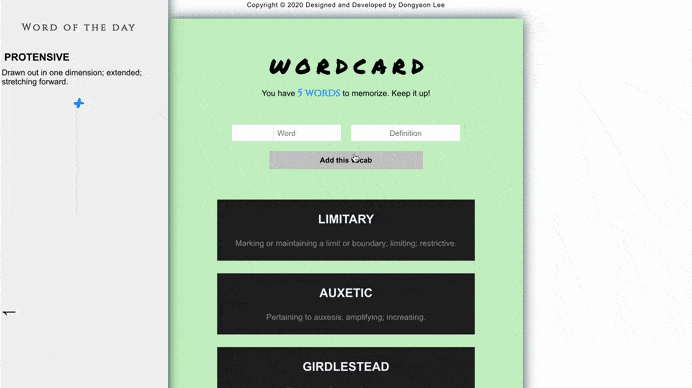 Copyright © 2020 Designed and Developed by Dongyeon Lee
Word of the day
PROTENSIVE
Drawn out in one dimension; extended;
stretching forward.
WORDCARD
You have 5 WORDS to memorize. Keep it up!
Word
Definition
Add this vocab
LIMITARY
Marking or maintaining a limit or boundary; limiting; restrictive.
AUXETIC
Pertaining to auxesis; amplifying; increasing.
GIRDLESTEAD